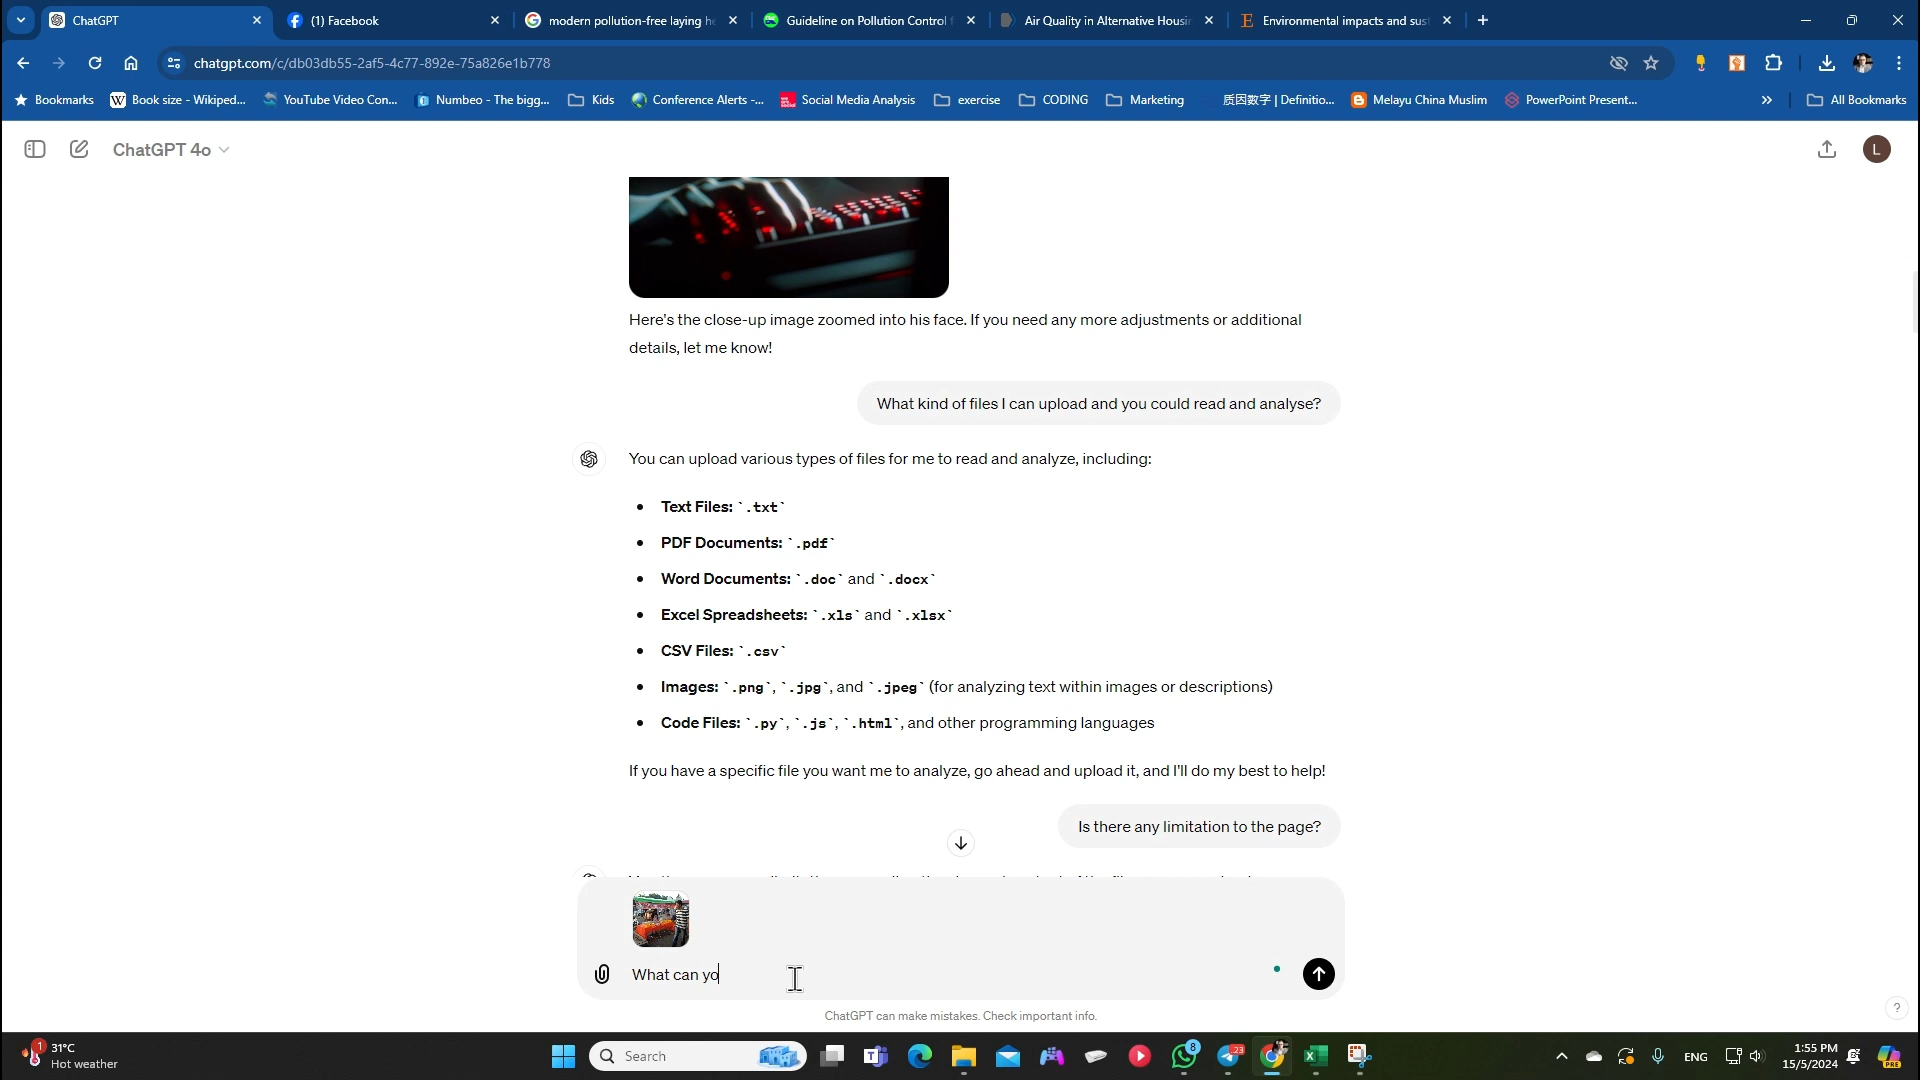 ChatGPT
(1) Facebook
modern pollution-free laying he
Guideline on Pollution Control f
Air Quality in Alternative Housin
Environmental impacts and sust
chatgpt.com/c/db03db55-2af5-4c77-892e-75a826e1b778
Bookmarks
Book size - Wikiped...
YouTube Video Con...
Numbeo - The bigg...
Kids
Conference Alerts -...
Social Media Analysis
exercise
CODING
Marketing
质因数字 | Definitio...
Melayu China Muslim
PowerPoint Present...
»
All Bookmarks
ChatGPT 4o
L
Here's the close-up image zoomed into his face. If you need any more adjustments or additional
details, let me know!
What kind of files I can upload and you could read and analyse?
You can upload various types of files for me to read and analyze, including:
• Text Files: `.txt`
• PDF Documents: `.pdf`
• Word Documents: `.doc` and `.docx`
• Excel Spreadsheets: `.xls` and `.xlsx`
• CSV Files: `.csv`
• Images: `.png`, `.jpg`, and `.jpeg` (for analyzing text within images or descriptions)
• Code Files: `.py`, `.js`, `.html`, and other programming languages
If you have a specific file you want me to analyze, go ahead and upload it, and I'll do my best to help!
Is there any limitation to the page?
What can yo
ChatGPT can make mistakes. Check important info.
?
1
31°C
Hot weather
Search
8
23
ENG
1:55 PM
15/5/2024
PRE